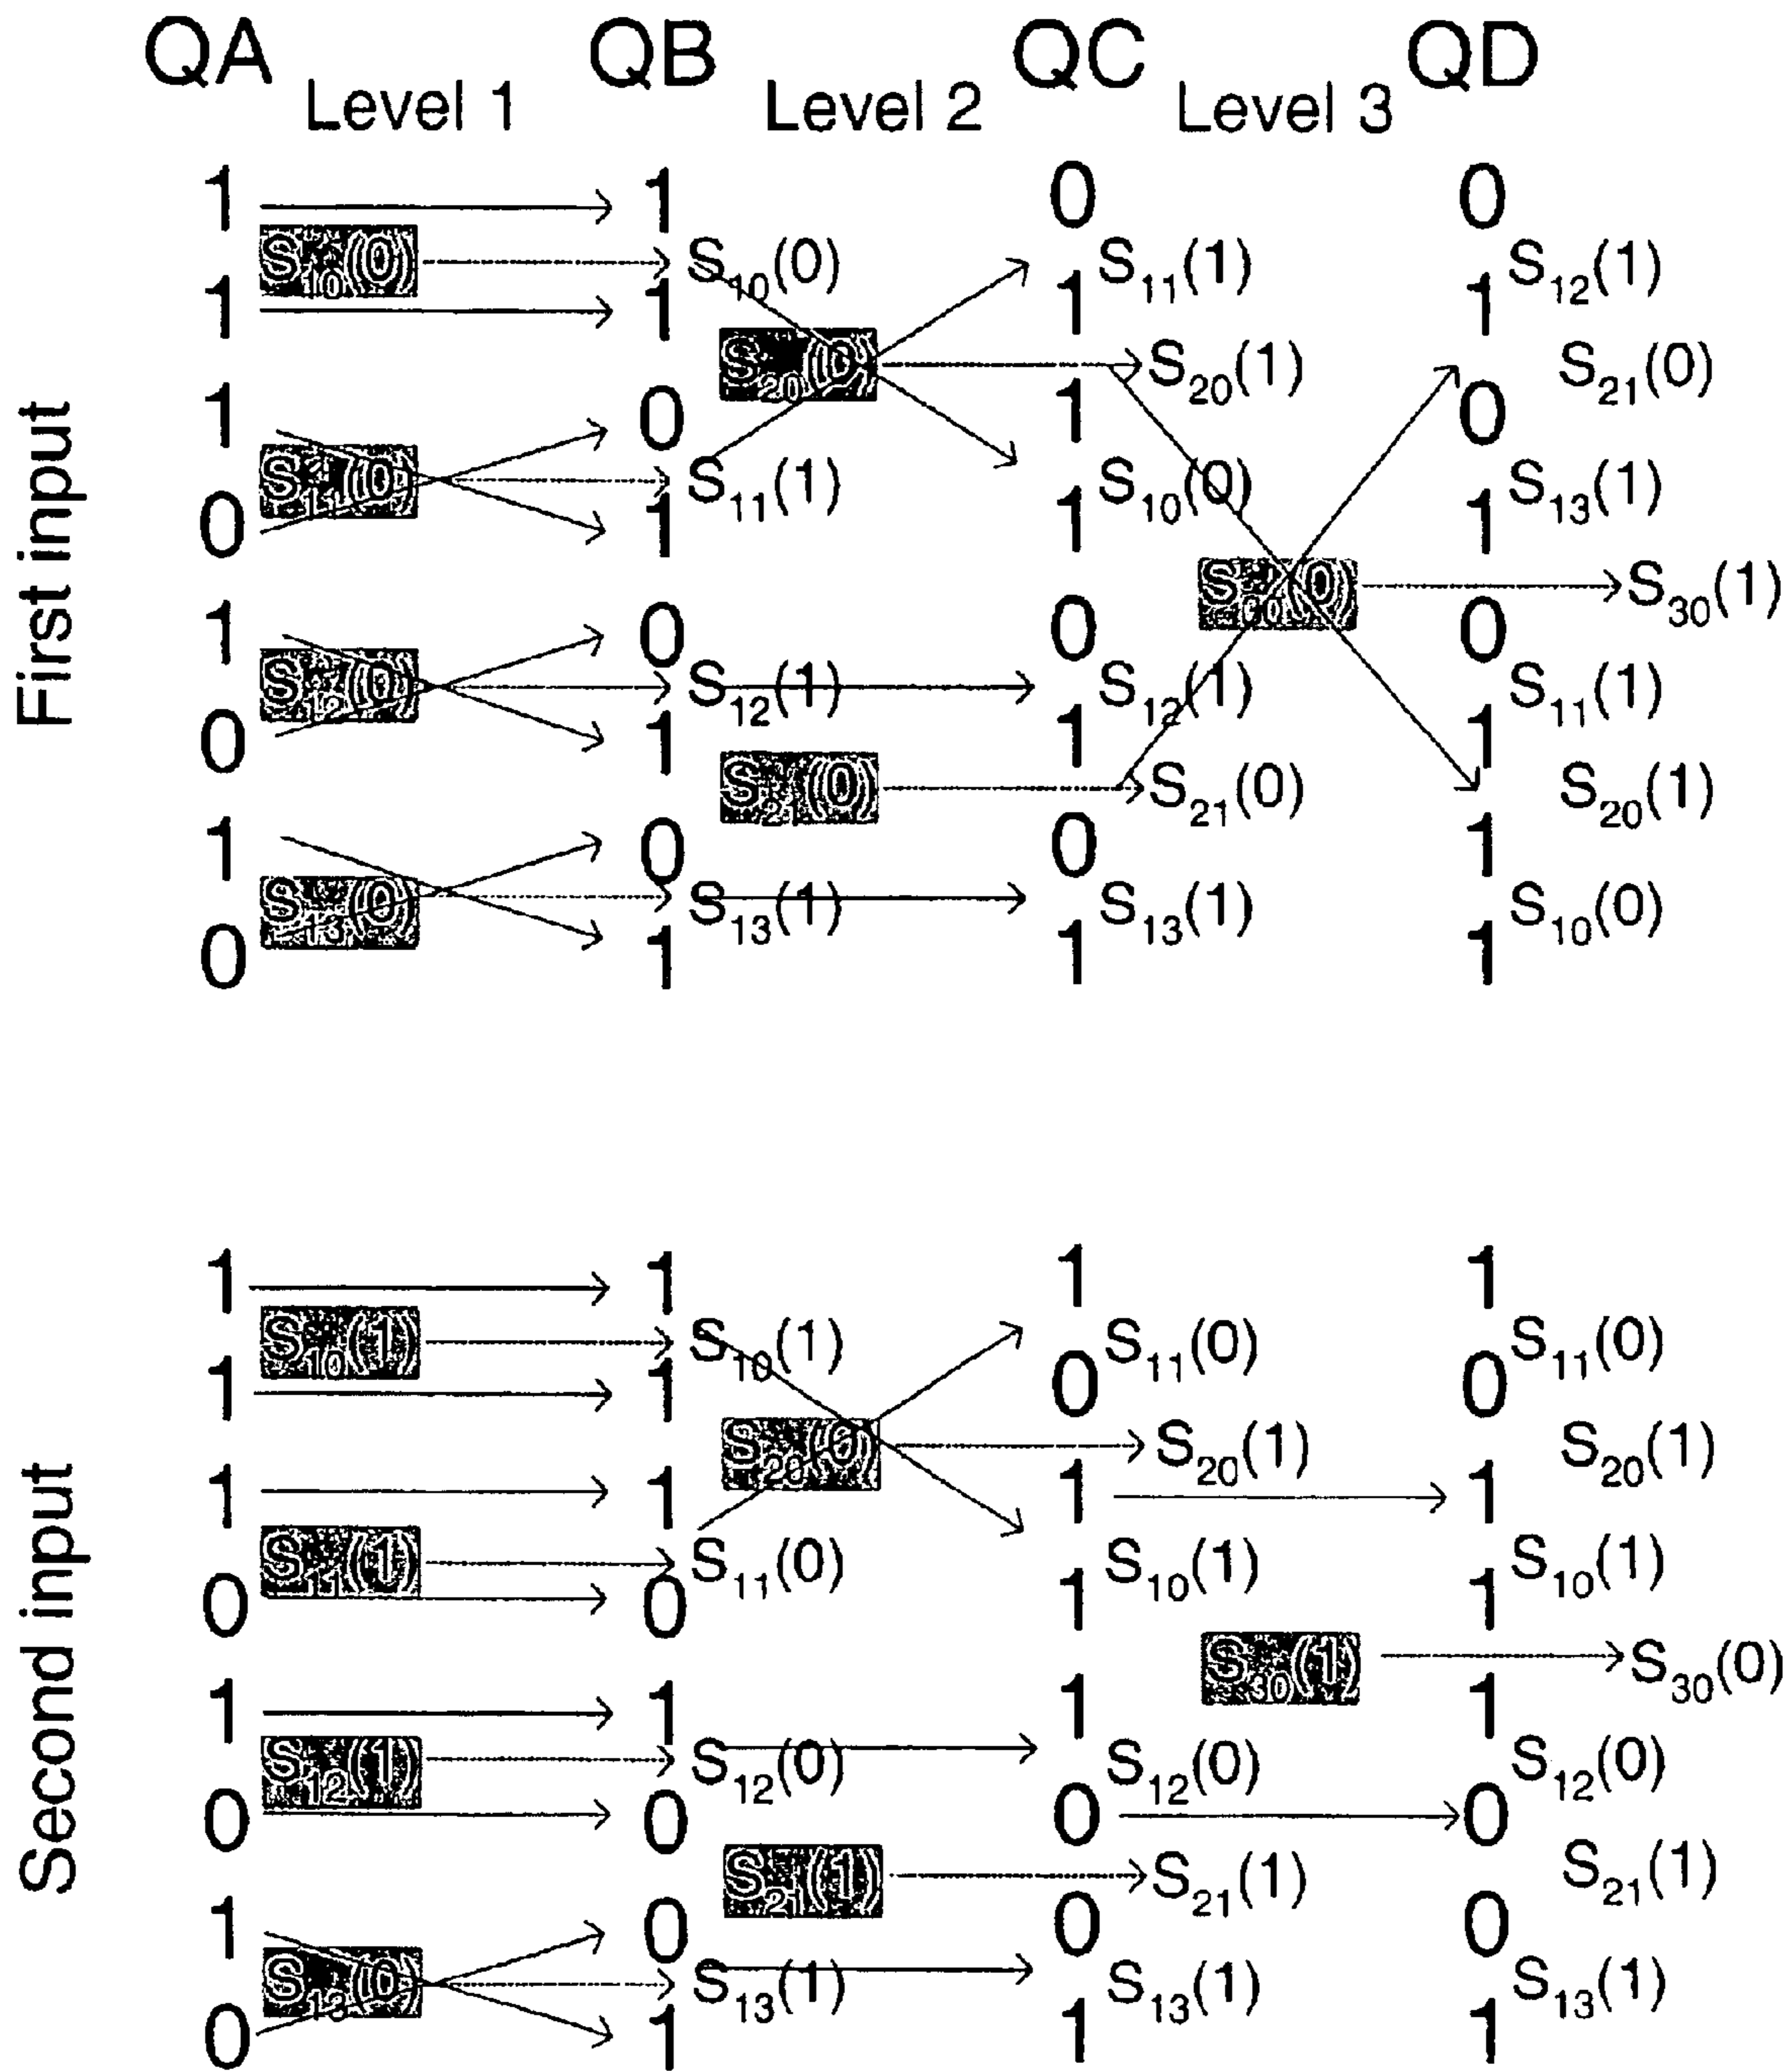 QA QB QC QD
Level 1 Level 2 Level 3
First input
1 1 0 0
S10(0) S10(0) S11(1) S12(1)
1 1 1 1
S20(0) S20(1) S21(0)
1 0 1 0
S11(0) S11(1) S10(0) S13(1)
0 1 1 1
S30(1)
1 0 0 0
S12(0) S12(1) S12(1) S11(1)
0 1 1 1
S21(0) S21(0) S20(1)
1 0 0 1
S13(0) S13(1) S13(1) S10(0)
0 1 1 1
Second input
1 1 1 1
S10(1) S10(1) S11(0) S11(0)
1 1 0 0
S20(0) S20(1) S20(1)
1 1 1 1
S11(1) S11(0) S10(1) S10(1)
0 0 1 1
S30(1) S30(0)
1 1 1 1
S12(1) S12(0) S12(0) S12(0)
0 0 0 0
S21(1) S21(1) S21(1)
1 0 0 0
S13(0) S13(1) S13(1) S13(1)
0 1 1 1